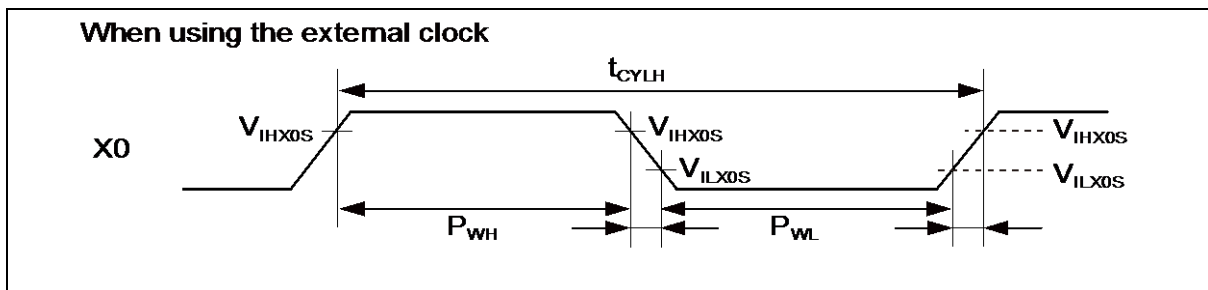 When using the external clock
tCYLH
VIHX0S
VIHX0S
VIHX0S
X0
VILX0S
VILX0S
PWH
PWL